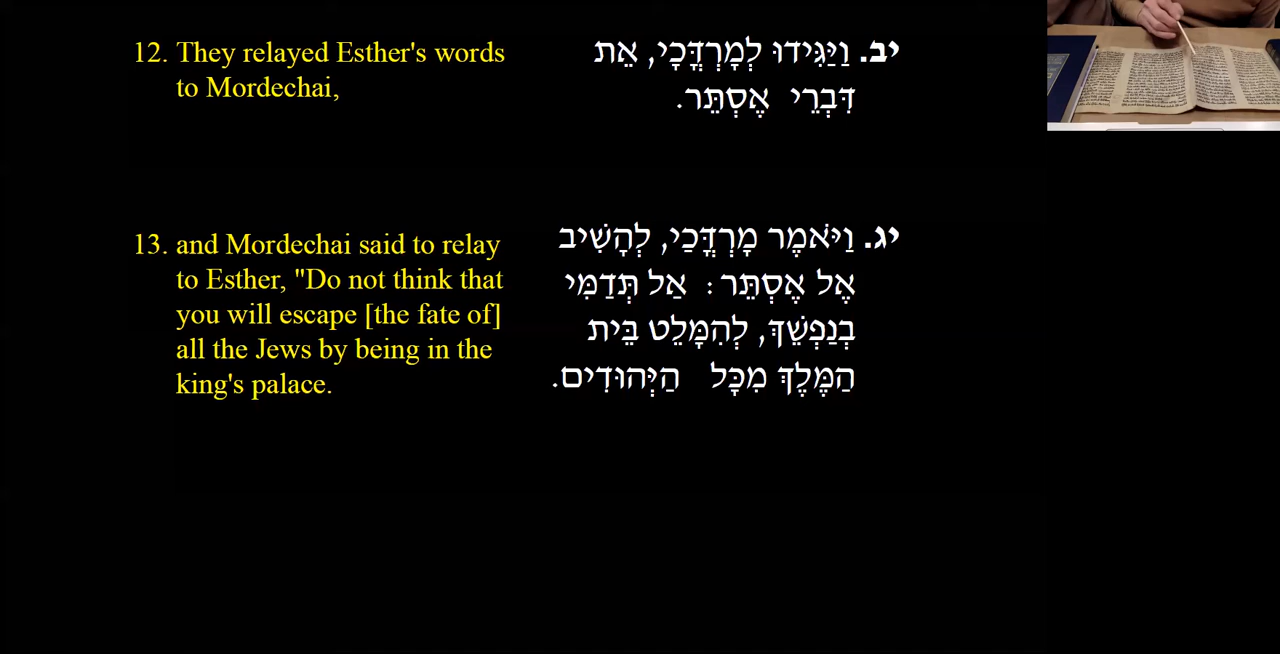 12. They relayed Esther's words
to Mordechai,
יב. וַיַּגִּידוּ לְמָרְדֳּכָי, אֵת
דִּבְרֵי אֶסְתֵּר.
13. and Mordechai said to relay
to Esther, "Do not think that
you will escape [the fate of]
all the Jews by being in the
king's palace.
יג. וַיֹּאמֶר מָרְדֳּכַי, לְהָשִׁיב
אֶל אֶסְתֵּר: אַל תְּדַמִּי
בְנַפְשֵׁךְ, לְהִמָּלֵט בֵּית
הַמֶּלֶךְ מִכָּל הַיְּהוּדִים.